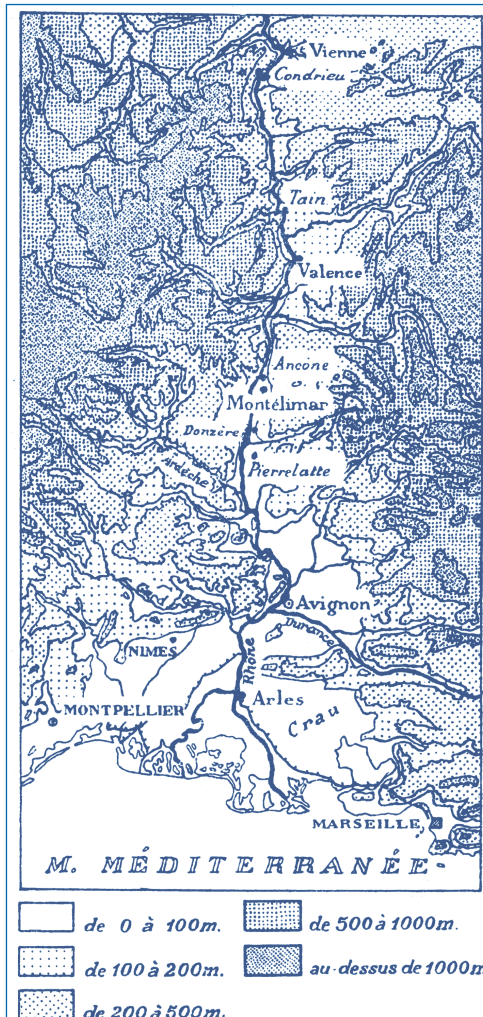 Vienne
Condrieu
Tain
Valence
Ancone
Montélimar
Donzère
Pierrelatte
Ardèche
Avignon
Durance
NIMES
Rhône
Arles
MONTPELLIER
Crau
MARSEILLE
M. MÉDITERRANÉE
de 0 à 100m.
de 500 à 1000m.
de 100 à 200m.
au-dessus de 1000m
de 200 à 500m.